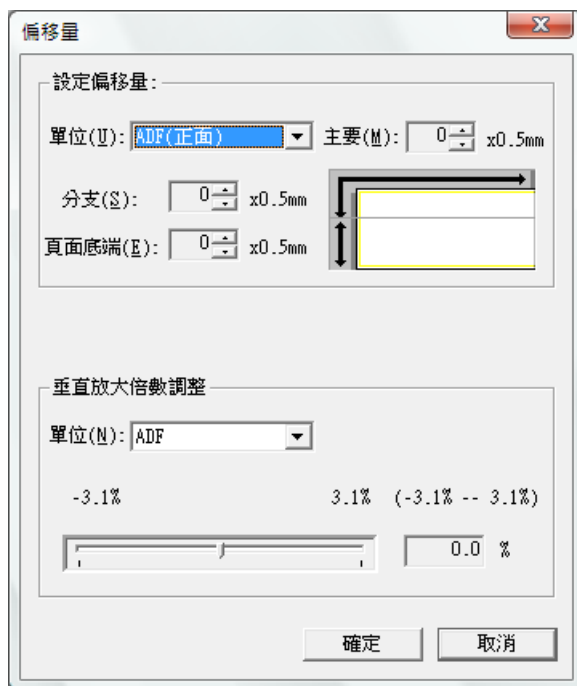 偏移量
設定偏移量:
單位(U): ADF(正面) 主要(M): 0 x0.5mm
分支(S): 0 x0.5mm
頁面底端(E): 0 x0.5mm
垂直放大倍數調整
單位(N): ADF
-3.1% 3.1% (-3.1% -- 3.1%)
0.0 %
確定 取消